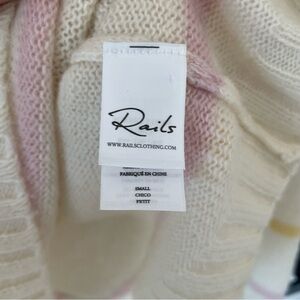 Rails
WWW.RAILSCLOTHING.COM
FABRIQUÉ EN CHINE
SMALL
CHICO
PETIT